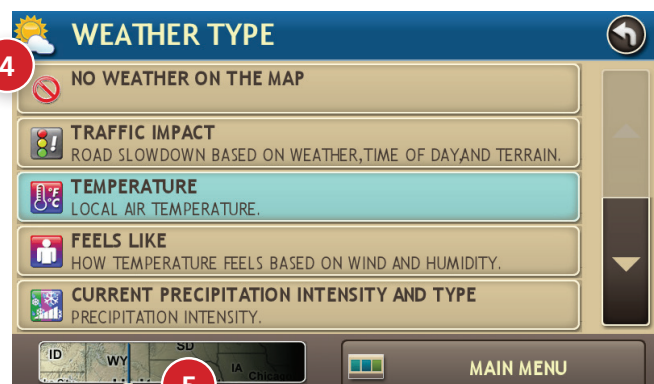 WEATHER TYPE
4
NO WEATHER ON THE MAP
TRAFFIC IMPACT
ROAD SLOWDOWN BASED ON WEATHER,TIME OF DAY,AND TERRAIN.
°F
°C
TEMPERATURE
LOCAL AIR TEMPERATURE.
FEELS LIKE
HOW TEMPERATURE FEELS BASED ON WIND AND HUMIDITY.
CURRENT PRECIPITATION INTENSITY AND TYPE
PRECIPITATION INTENSITY.
ID
WY
SD
IA
Chicago
5
MAIN MENU